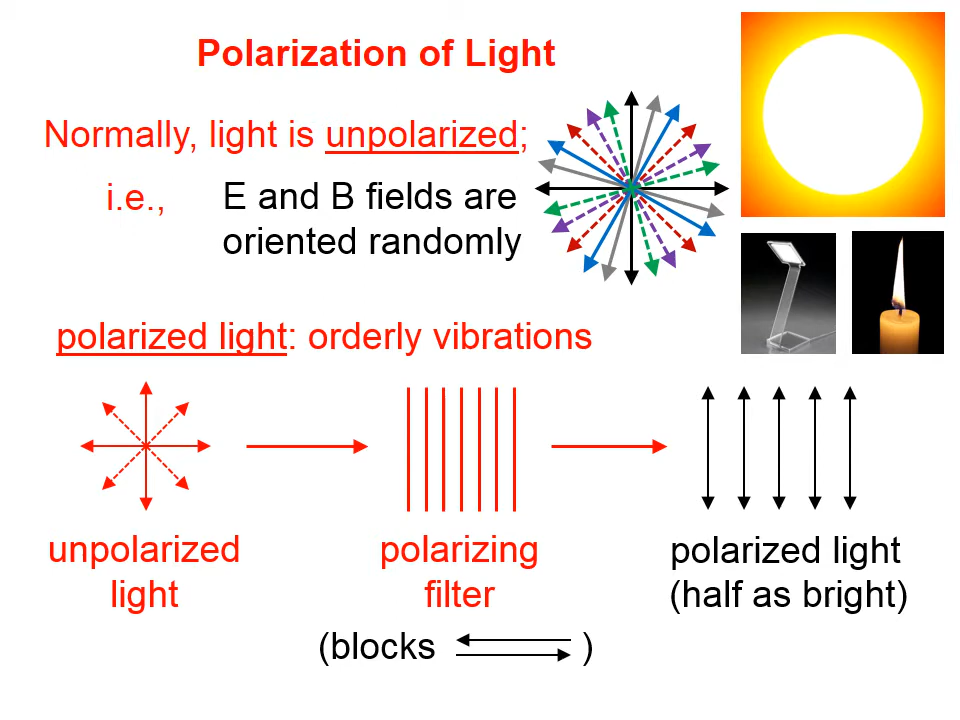 Polarization of Light
Normally, light is unpolarized;
i.e., E and B fields are
oriented randomly
polarized light: orderly vibrations
unpolarized
light
polarizing
filter
(blocks )
polarized light
(half as bright)